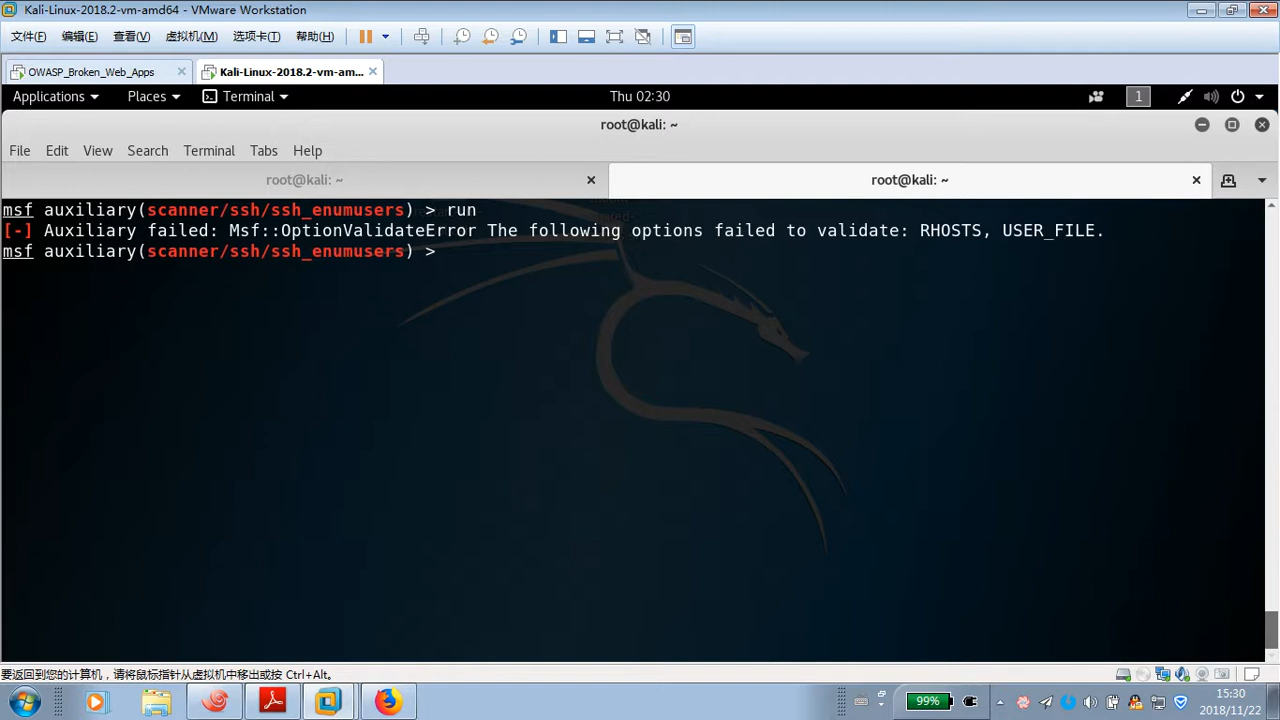 Kali-Linux-2018.2-vm-amd64 - VMware Workstation
文件(F) 编辑(E) 查看(V) 虚拟机(M) 选项卡(T) 帮助(H)
OWASP_Broken_Web_Apps Kali-Linux-2018.2-vm-am...
Applications Places Terminal Thu 02:30 1
root@kali: ~
File Edit View Search Terminal Tabs Help
root@kali: ~ root@kali: ~
msf auxiliary(scanner/ssh/ssh_enumusers) > run
[-] Auxiliary failed: Msf::OptionValidateError The following options failed to validate: RHOSTS, USER_FILE.
msf auxiliary(scanner/ssh/ssh_enumusers) >
要返回到您的计算机，请将鼠标指针从虚拟机中移出或按 Ctrl+Alt。
99% 15:30
2018/11/22